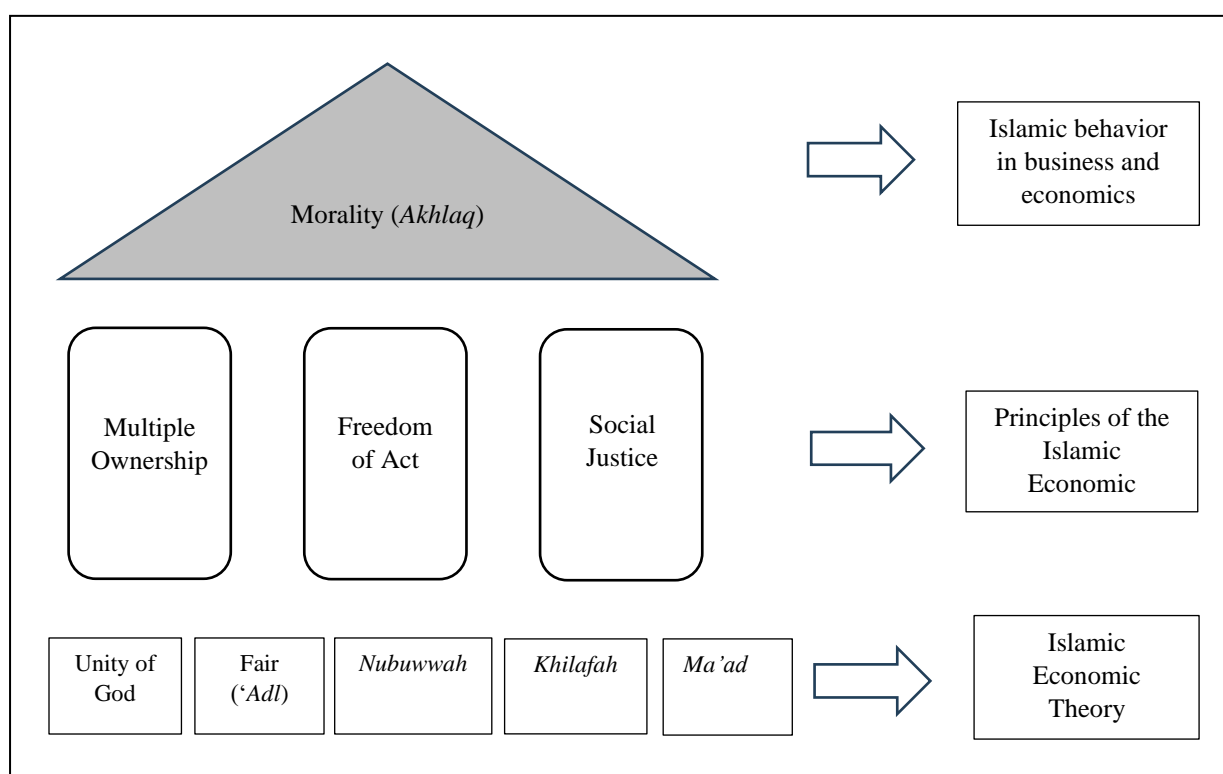 Morality (Akhlaq)
Islamic behavior
in business and
economics
Multiple
Ownership
Freedom
of Act
Social
Justice
Principles of the
Islamic
Economic
Unity of
God
Fair
(‘Adl)
Nubuwwah
Khilafah
Ma’ad
Islamic
Economic
Theory